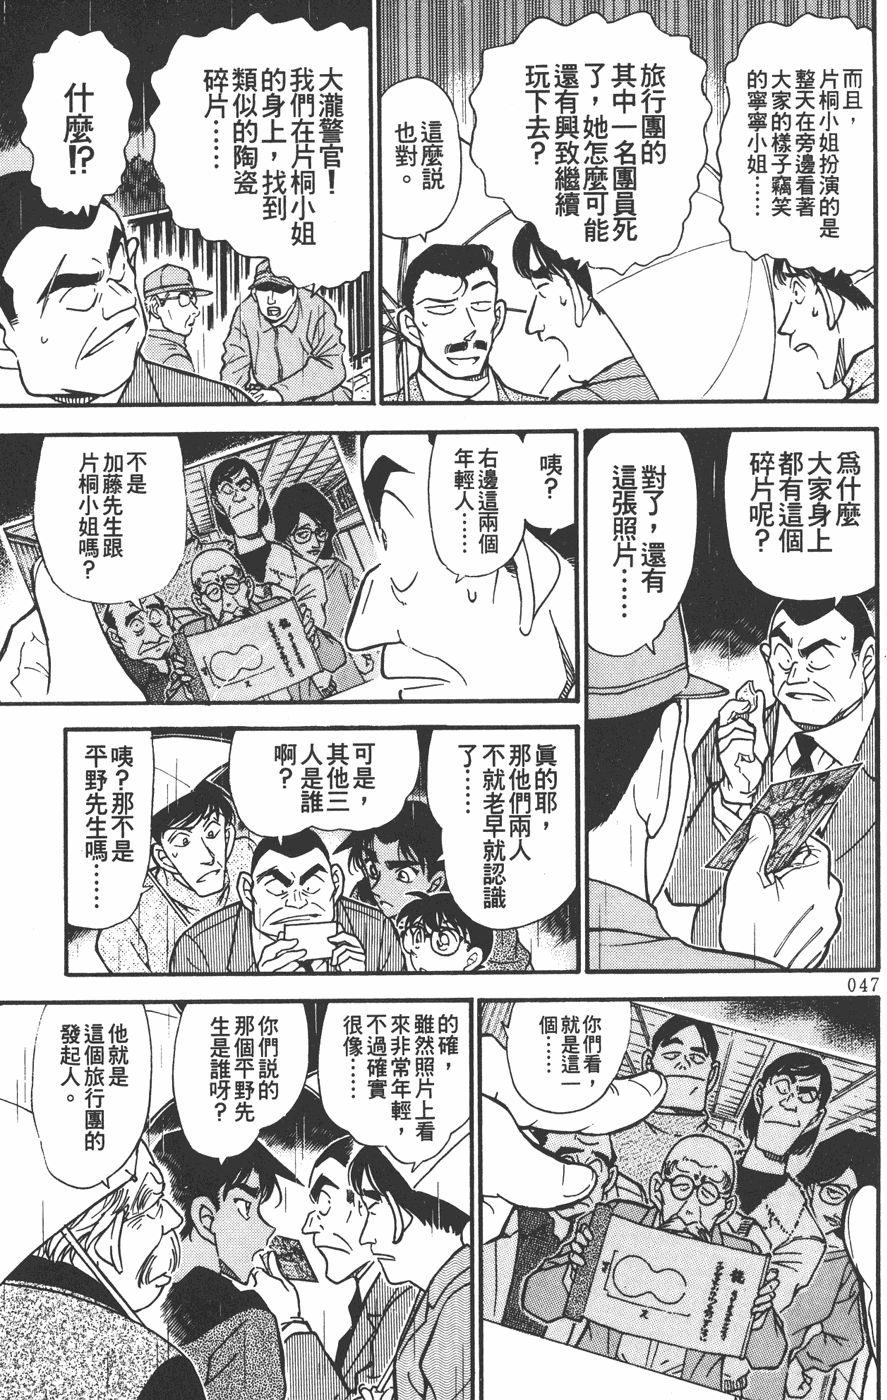 而且，
片桐小姐扮演的是
整天在旁邊看著
大家的樣子竊笑
的寧寧小姐……
旅行團的
其中一名團員死
了，她怎麼可能
還有興致繼續
玩下去？
這麼說
也對。
大瀧警官！
我們在片桐小姐
的身上，找到
類似的陶瓷
碎片……
什麼!?
為什麼
大家身上
都有這個
碎片呢？
對了，還有
這張照片……
咦？
右邊這兩個
年輕人……
不是
加藤先生跟
片桐小姐嗎？
真的耶，
那他們兩人
不就老早就認識
了……
可是，
其他三
人是誰
啊？
咦？那不是
平野先生嗎……
047
你們看，
就是這一
個……
的確，
雖然照片上看
來非常年輕，
不過確實
很像……
你們說的
那個平野先
生是誰呀？
他就是
這個旅行團的
發起人。